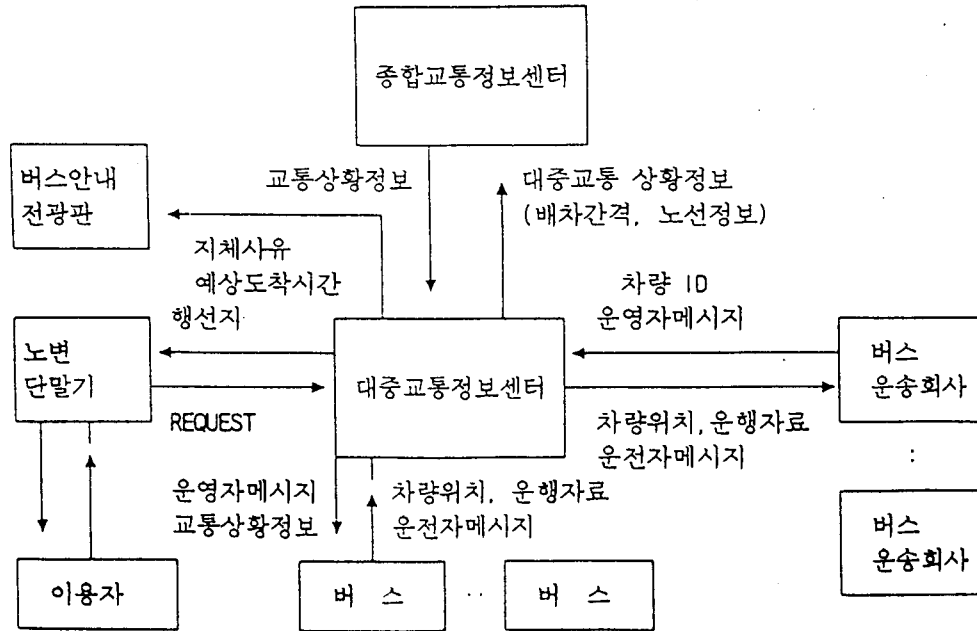 종합교통정보센터
버스안내
전광판
교통상황정보
대중교통 상황정보
(배차간격, 노선정보)
지체사유
예상도착시간
행선지
차량 ID
운영자메시지
노변
단말기
대중교통정보센터
버스
운송회사
REQUEST
차량위치, 운행자료
운전자메시지
:
운영자메시지
교통상황정보
차량위치, 운행자료
운전자메시지
버스
운송회사
이용자
버 스
··
버 스